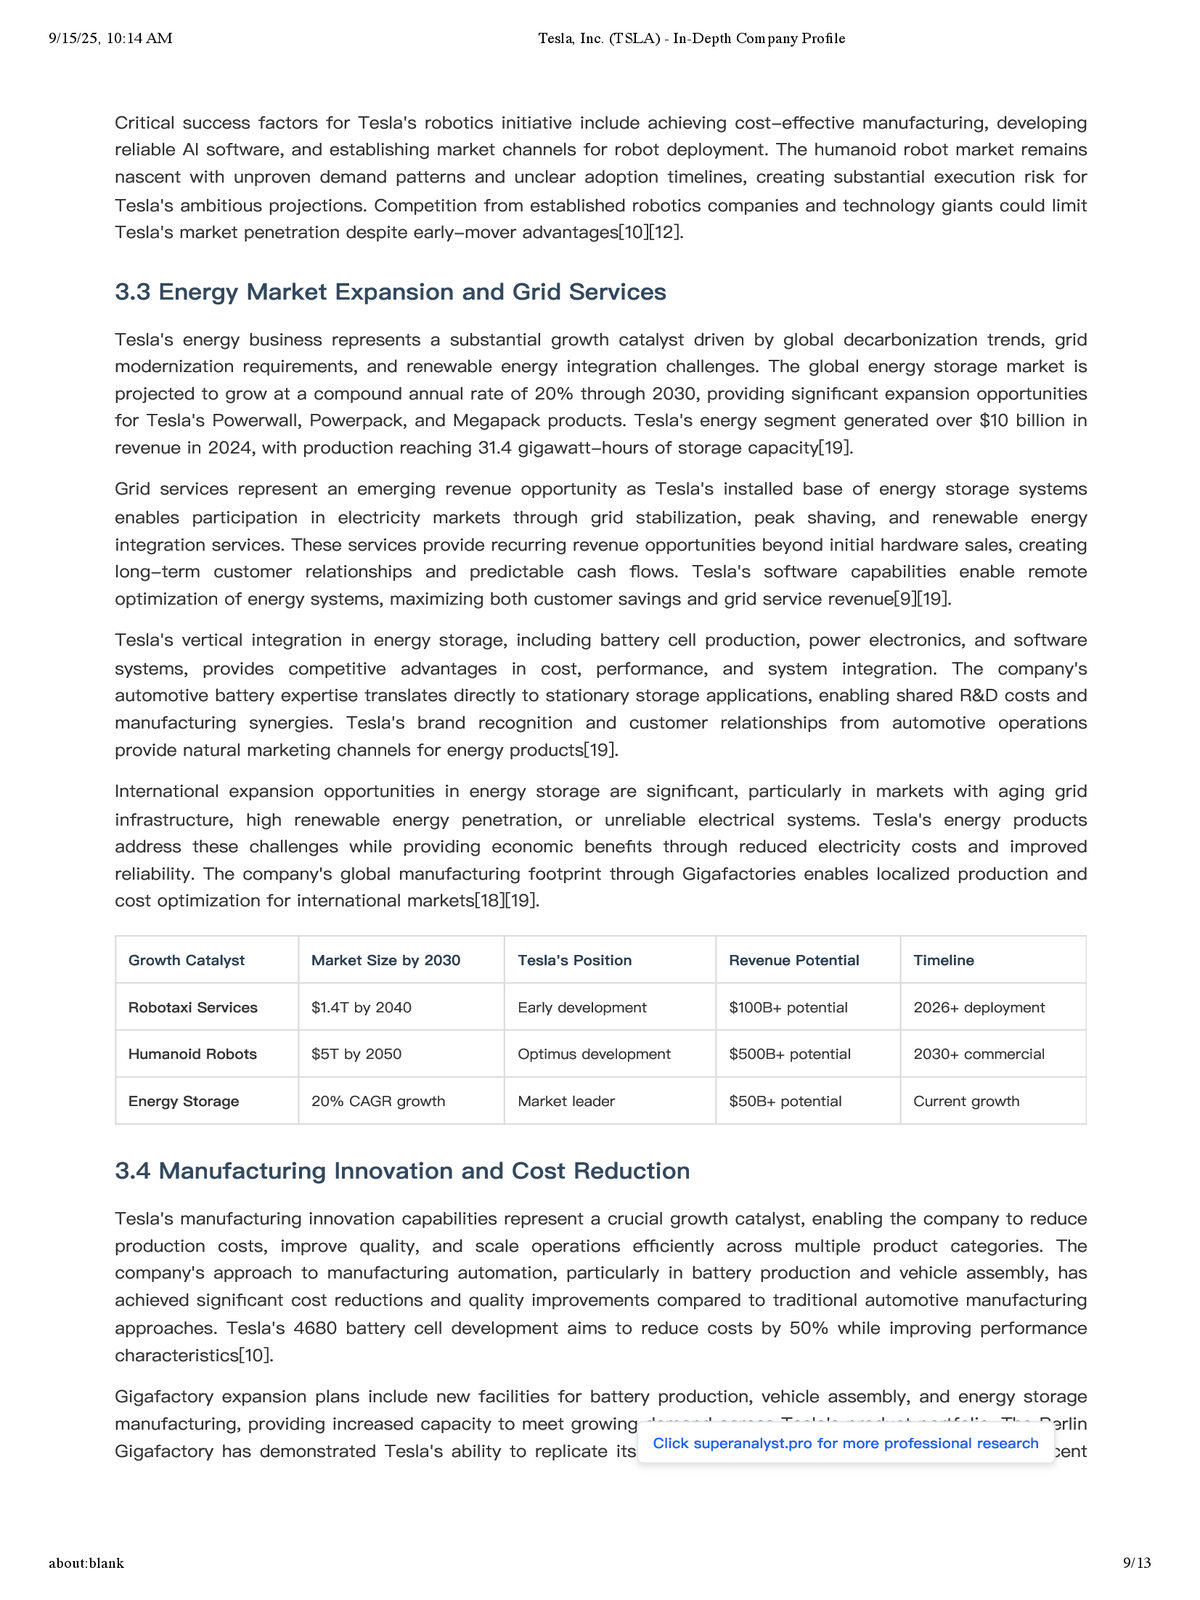 9/15/25, 10:14 AM
Tesla, Inc. (TSLA) - In-Depth Company Profile
Critical success factors for Tesla's robotics initiative include achieving cost-effective manufacturing, developing
reliable AI software, and establishing market channels for robot deployment. The humanoid robot market remains
nascent with unproven demand patterns and unclear adoption timelines, creating substantial execution risk for
Tesla's ambitious projections. Competition from established robotics companies and technology giants could limit
Tesla's market penetration despite early-mover advantages[10][12].
3.3 Energy Market Expansion and Grid Services
Tesla's energy business represents a substantial growth catalyst driven by global decarbonization trends, grid
modernization requirements, and renewable energy integration challenges. The global energy storage market is
projected to grow at a compound annual rate of 20% through 2030, providing significant expansion opportunities
for Tesla's Powerwall, Powerpack, and Megapack products. Tesla's energy segment generated over $10 billion in
revenue in 2024, with production reaching 31.4 gigawatt-hours of storage capacity[19].
Grid services represent an emerging revenue opportunity as Tesla's installed base of energy storage systems
enables participation in electricity markets through grid stabilization, peak shaving, and renewable energy
integration services. These services provide recurring revenue opportunities beyond initial hardware sales, creating
long-term customer relationships and predictable cash flows. Tesla's software capabilities enable remote
optimization of energy systems, maximizing both customer savings and grid service revenue[9][19].
Tesla's vertical integration in energy storage, including battery cell production, power electronics, and software
systems, provides competitive advantages in cost, performance, and system integration. The company's
automotive battery expertise translates directly to stationary storage applications, enabling shared R&D costs and
manufacturing synergies. Tesla's brand recognition and customer relationships from automotive operations
provide natural marketing channels for energy products[19].
International expansion opportunities in energy storage are significant, particularly in markets with aging grid
infrastructure, high renewable energy penetration, or unreliable electrical systems. Tesla's energy products
address these challenges while providing economic benefits through reduced electricity costs and improved
reliability. The company's global manufacturing footprint through Gigafactories enables localized production and
cost optimization for international markets[18][19].
Growth Catalyst Market Size by 2030 Tesla's Position Revenue Potential Timeline
Robotaxi Services $1.4T by 2040 Early development $100B+ potential 2026+ deployment
Humanoid Robots $5T by 2050 Optimus development $500B+ potential 2030+ commercial
Energy Storage 20% CAGR growth Market leader $50B+ potential Current growth
3.4 Manufacturing Innovation and Cost Reduction
Tesla's manufacturing innovation capabilities represent a crucial growth catalyst, enabling the company to reduce
production costs, improve quality, and scale operations efficiently across multiple product categories. The
company's approach to manufacturing automation, particularly in battery production and vehicle assembly, has
achieved significant cost reductions and quality improvements compared to traditional automotive manufacturing
approaches. Tesla's 4680 battery cell development aims to reduce costs by 50% while improving performance
characteristics[10].
Gigafactory expansion plans include new facilities for battery production, vehicle assembly, and energy storage
manufacturing, providing increased capacity to meet growing demand across Tesla's product portfolio. The Berlin
Gigafactory has demonstrated Tesla's ability to replicate its
Click superanalyst.pro for more professional research
about:blank
9/13